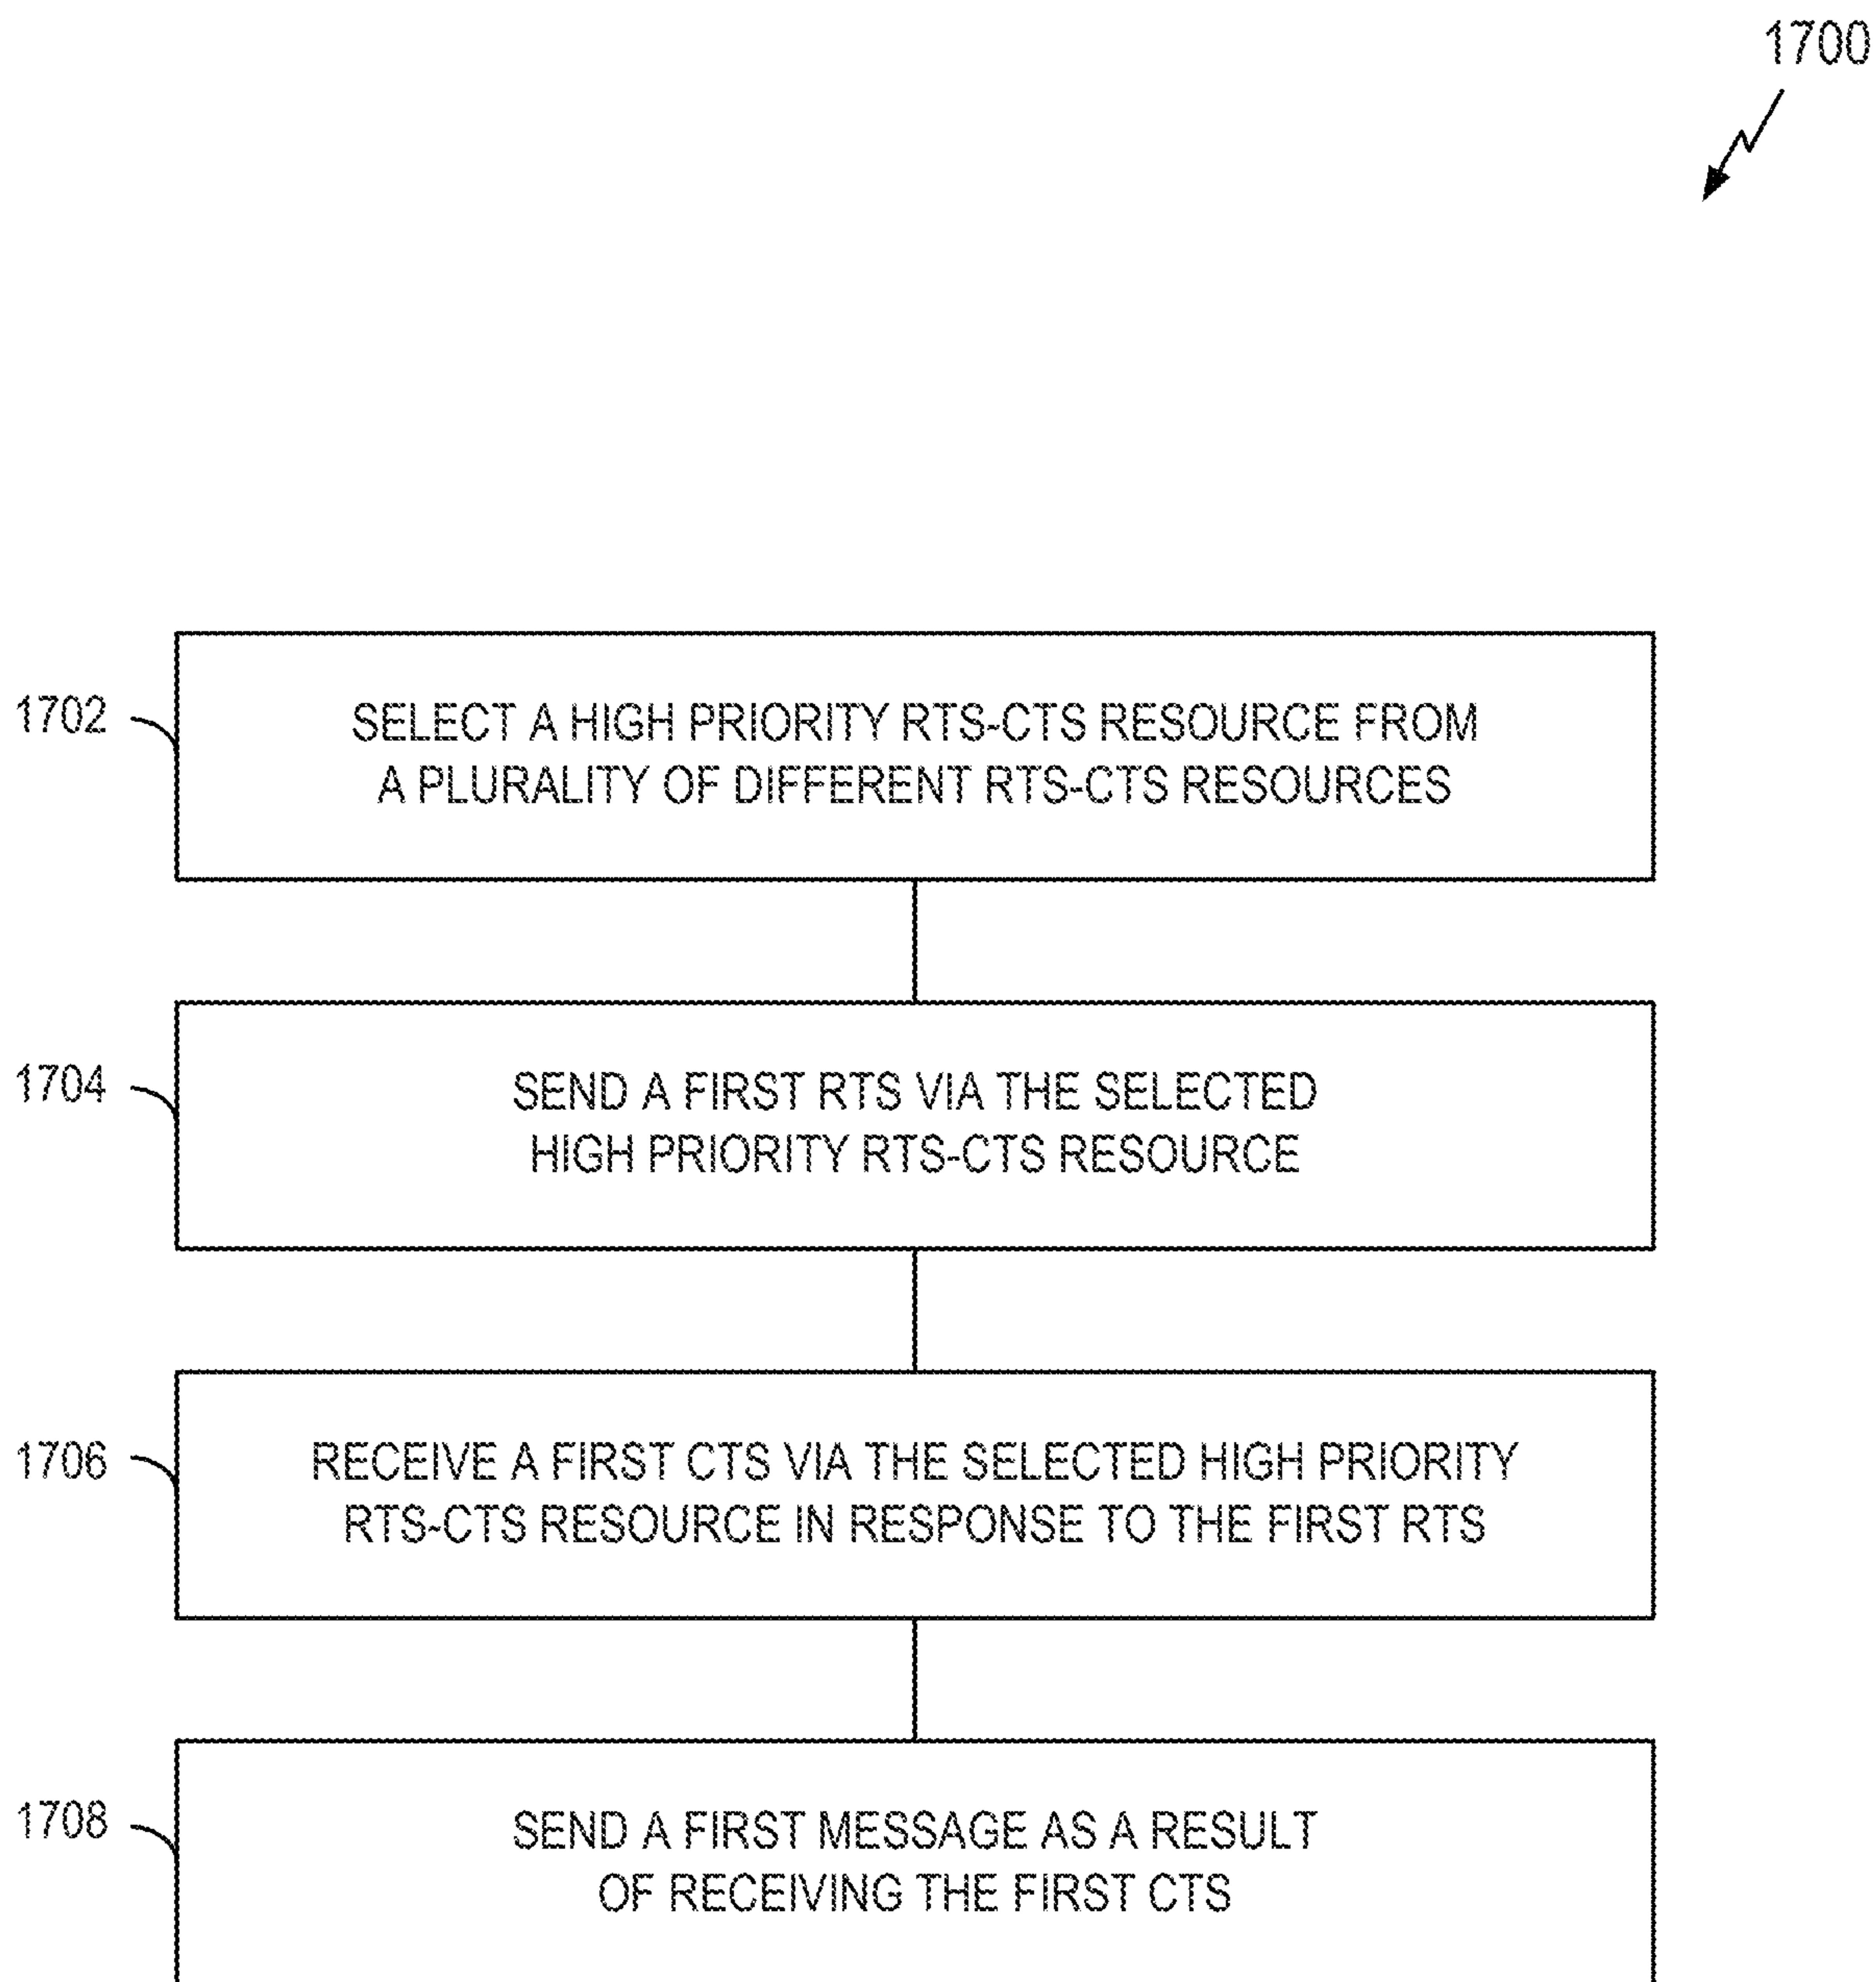 1700
1702
SELECT A HIGH PRIORITY RTS-CTS RESOURCE FROM
A PLURALITY OF DIFFERENT RTS-CTS RESOURCES
1704
SEND A FIRST RTS VIA THE SELECTED
HIGH PRIORITY RTS-CTS RESOURCE
1706
RECEIVE A FIRST CTS VIA THE SELECTED HIGH PRIORITY
RTS-CTS RESOURCE IN RESPONSE TO THE FIRST RTS
1708
SEND A FIRST MESSAGE AS A RESULT
OF RECEIVING THE FIRST CTS